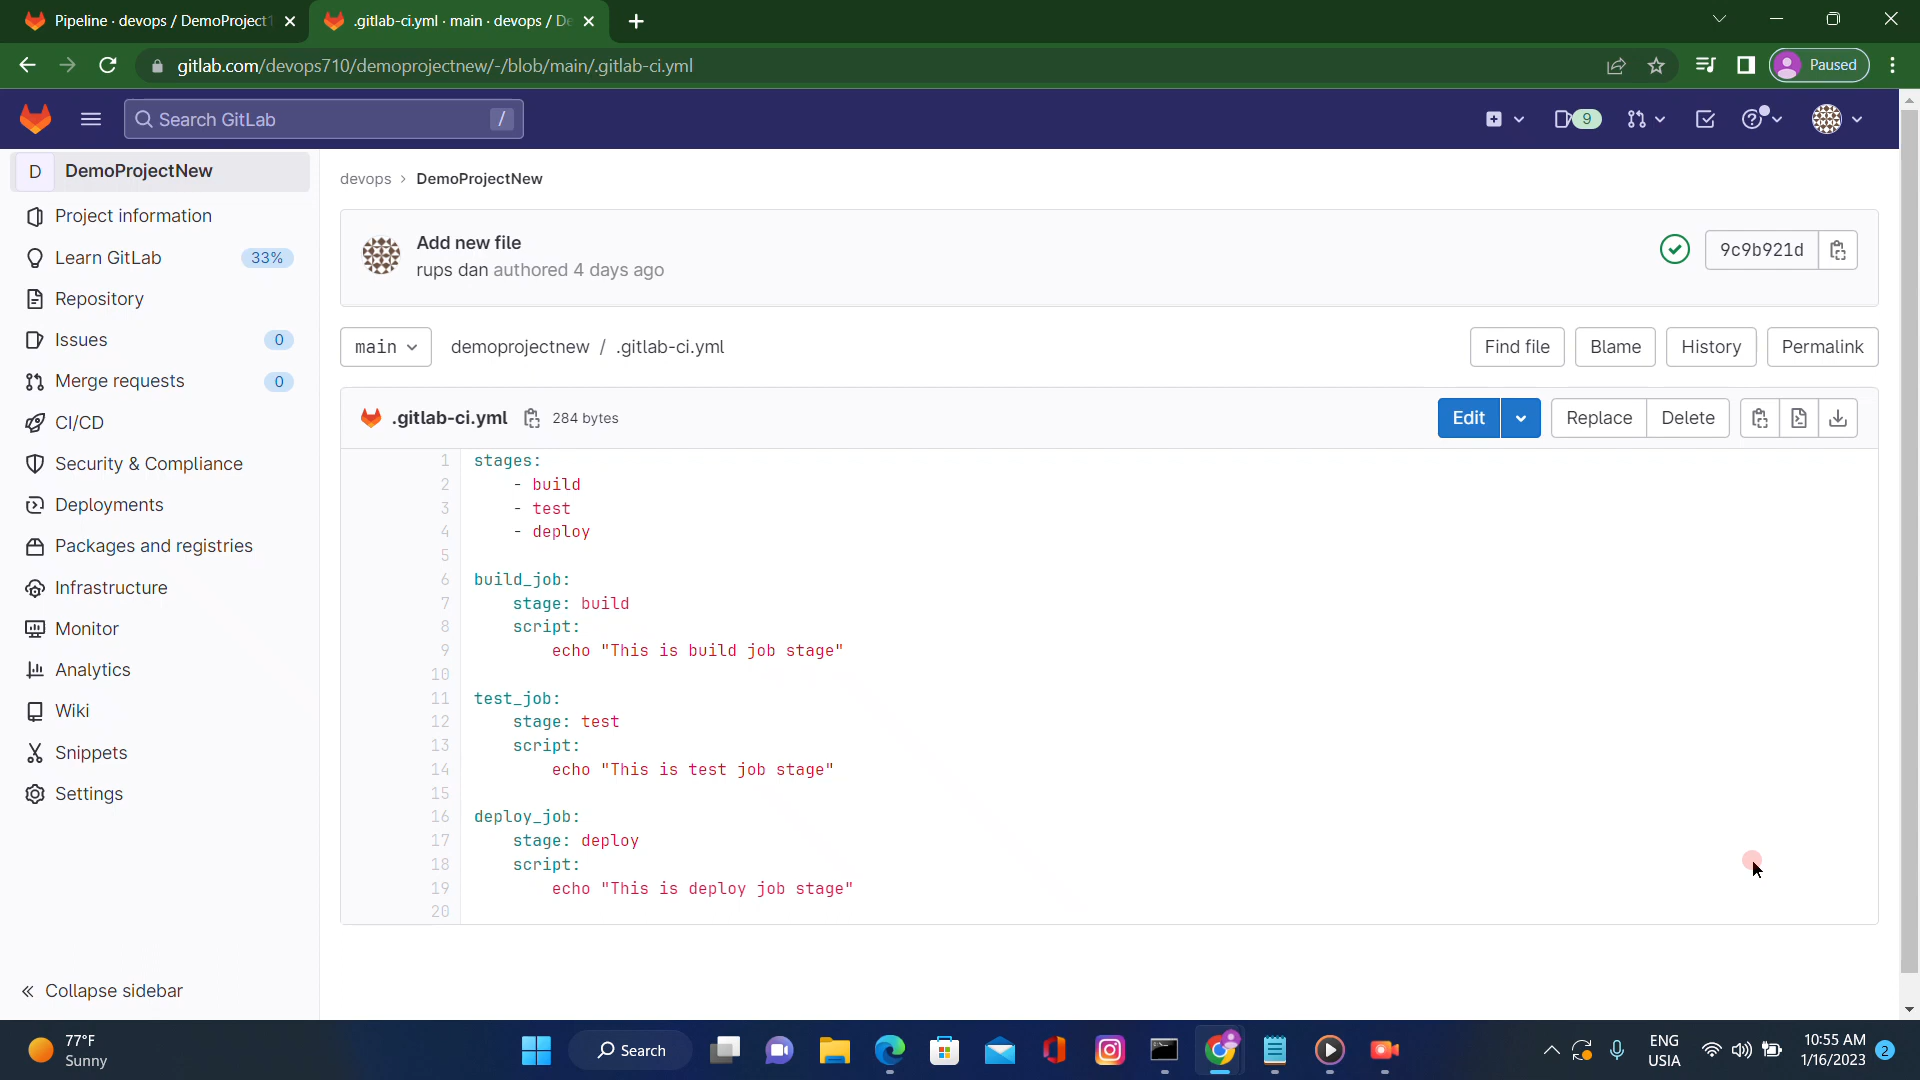 Pipeline · devops / DemoProject1
.gitlab-ci.yml · main · devops / De
gitlab.com/devops710/demoprojectnew/-/blob/main/.gitlab-ci.yml
Paused
Search GitLab
/
9
D
DemoProjectNew
Project information
Learn GitLab
33%
Repository
Issues
0
Merge requests
0
CI/CD
Security & Compliance
Deployments
Packages and registries
Infrastructure
Monitor
Analytics
Wiki
Snippets
Settings
Collapse sidebar
devops > DemoProjectNew
Add new file
rups dan authored 4 days ago
9c9b921d
main
demoprojectnew / .gitlab-ci.yml
Find file
Blame
History
Permalink
.gitlab-ci.yml
284 bytes
Edit
Replace
Delete
1 stages:
2 - build
3 - test
4 - deploy
5
6 build_job:
7 stage: build
8 script:
9 echo "This is build job stage"
10
11 test_job:
12 stage: test
13 script:
14 echo "This is test job stage"
15
16 deploy_job:
17 stage: deploy
18 script:
19 echo "This is deploy job stage"
20
77°F
Sunny
Search
ENG
USIA
10:55 AM
1/16/2023
2